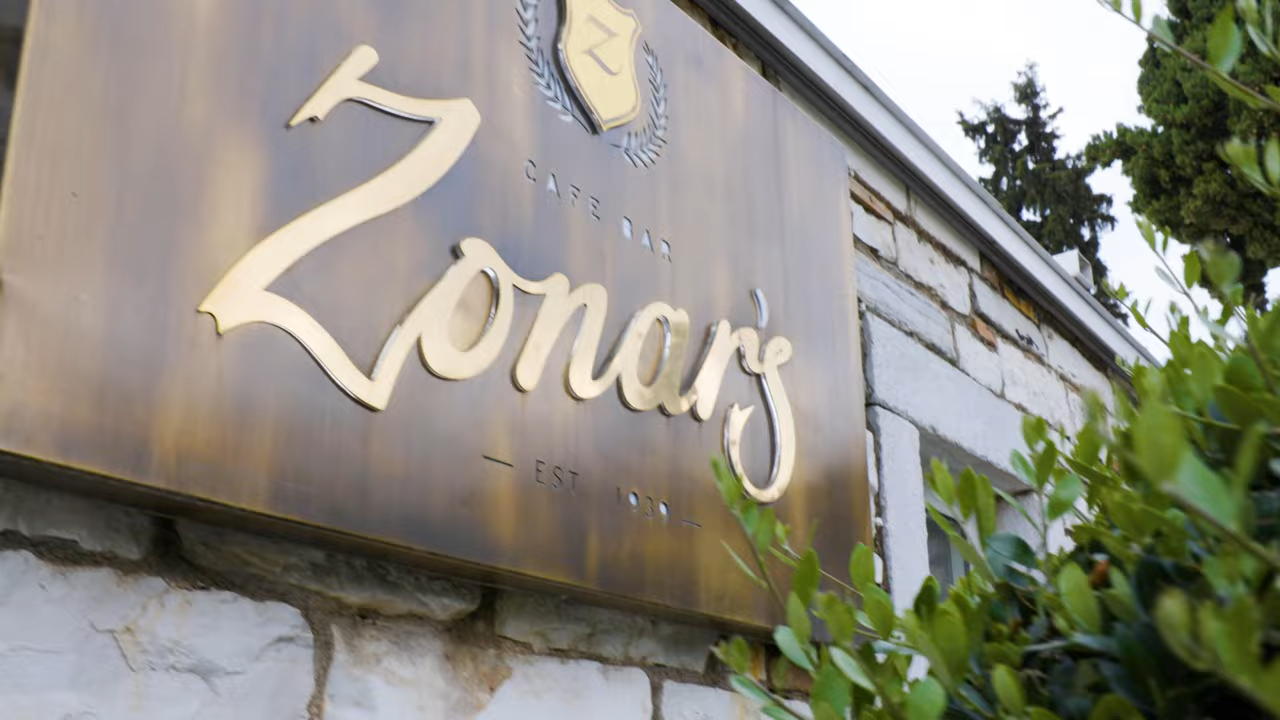 Z
CAFE BAR
Zonar's
— EST 1939 —